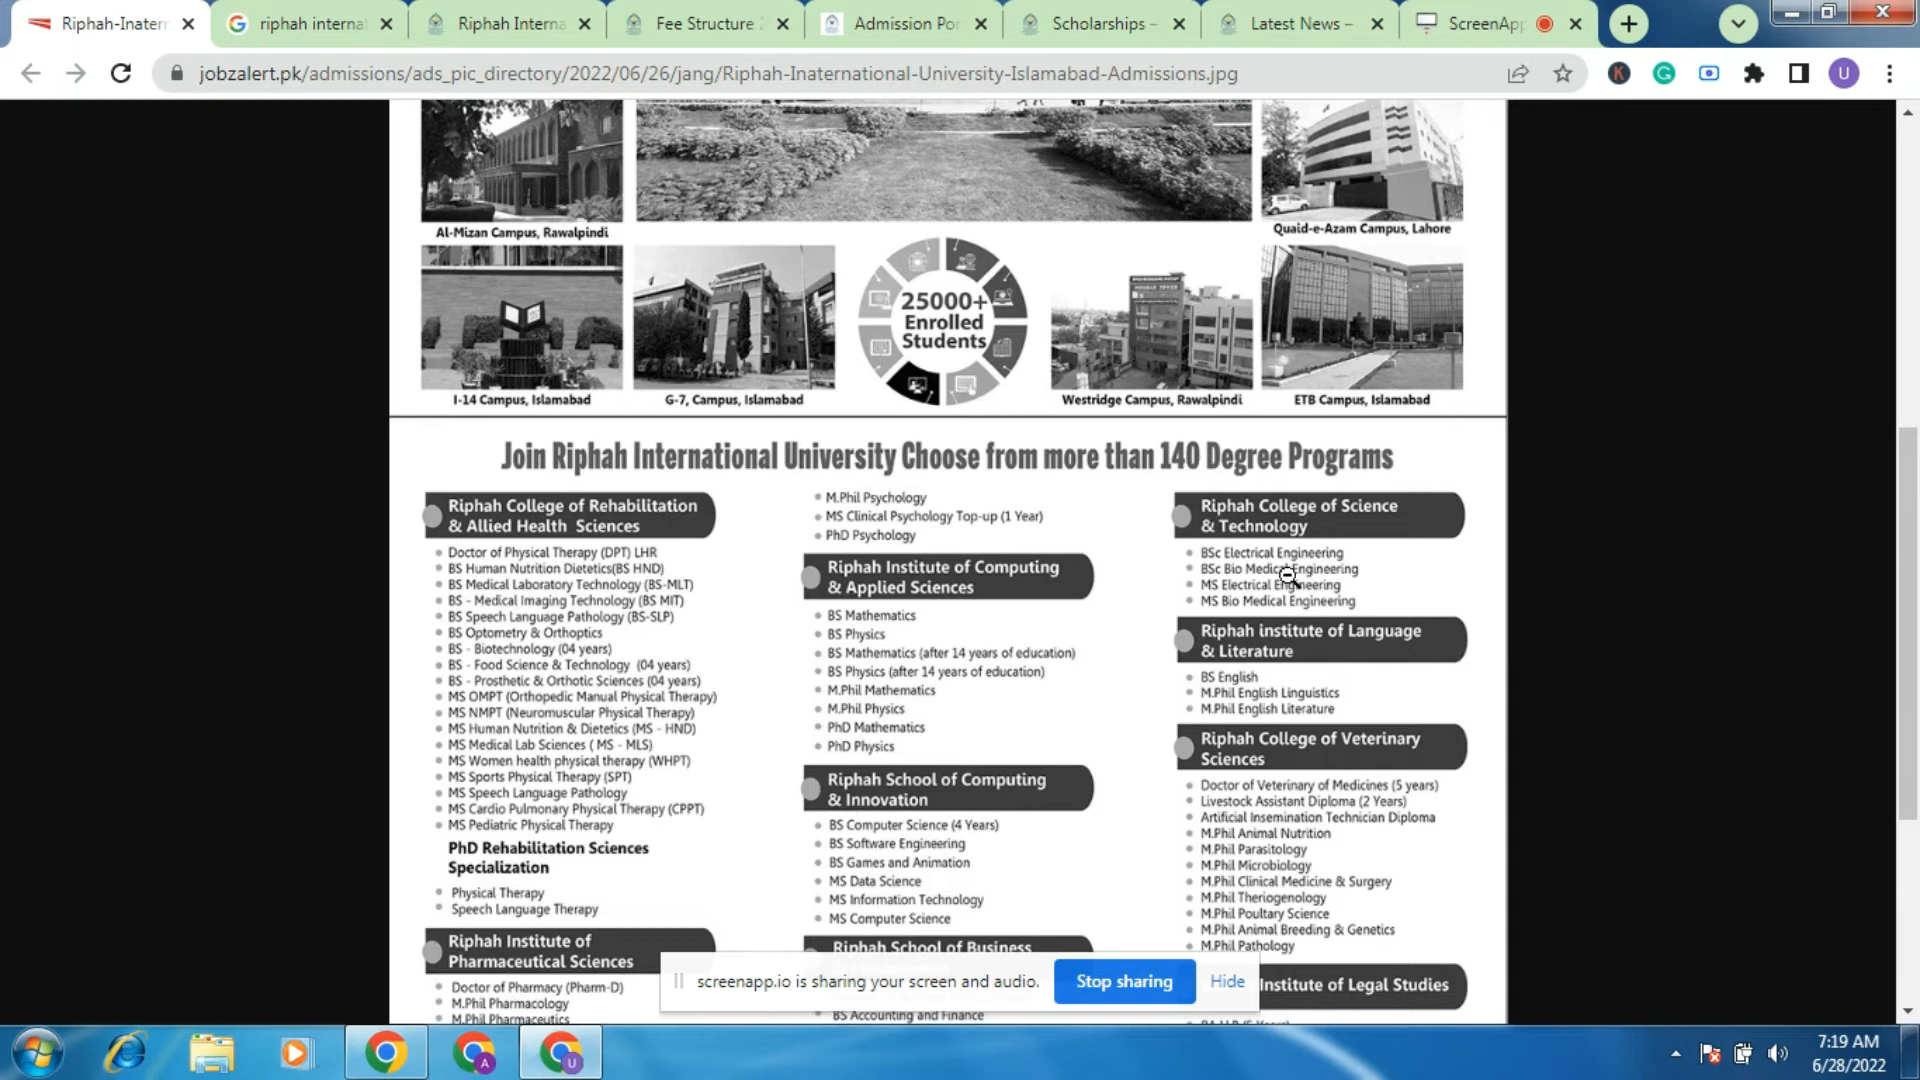 Riphah-Inatern
riphah interna
Riphah Interna
Fee Structure 2
Admission Por
Scholarships –
Latest News –
ScreenApp
jobzalert.pk/admissions/ads_pic_directory/2022/06/26/jang/Riphah-Inaternational-University-Islamabad-Admissions.jpg
K
G
U
Al-Mizan Campus, Rawalpindi
Quaid-e-Azam Campus, Lahore
25000+
Enrolled
Students
I-14 Campus, Islamabad
G-7, Campus, Islamabad
Westridge Campus, Rawalpindi
ETB Campus, Islamabad
Join Riphah International University Choose from more than 140 Degree Programs
Riphah College of Rehabilitation
& Allied Health Sciences
Doctor of Physical Therapy (DPT) LHR
BS Human Nutrition Dietetics(BS HND)
BS Medical Laboratory Technology (BS-MLT)
BS - Medical Imaging Technology (BS MIT)
BS Speech Language Pathology (BS-SLP)
BS Optometry & Orthoptics
BS - Biotechnology (04 years)
BS - Food Science & Technology (04 years)
BS - Prosthetic & Orthotic Sciences (04 years)
MS OMPT (Orthopedic Manual Physical Therapy)
MS NMPT (Neuromuscular Physical Therapy)
MS Human Nutrition & Dietetics (MS - HND)
MS Medical Lab Sciences ( MS - MLS)
MS Women health physical therapy (WHPT)
MS Sports Physical Therapy (SPT)
MS Speech Language Pathology
MS Cardio Pulmonary Physical Therapy (CPPT)
MS Pediatric Physical Therapy
PhD Rehabilitation Sciences
Specialization
Physical Therapy
Speech Language Therapy
Riphah Institute of
Pharmaceutical Sciences
Doctor of Pharmacy (Pharm-D)
M.Phil Pharmacology
M.Phil Pharmaceutics
M.Phil Psychology
MS Clinical Psychology Top-up (1 Year)
PhD Psychology
Riphah Institute of Computing
& Applied Sciences
BS Mathematics
BS Physics
BS Mathematics (after 14 years of education)
BS Physics (after 14 years of education)
M.Phil Mathematics
M.Phil Physics
PhD Mathematics
PhD Physics
Riphah School of Computing
& Innovation
BS Computer Science (4 Years)
BS Software Engineering
BS Games and Animation
MS Data Science
MS Information Technology
MS Computer Science
Riphah School of Business
BS Accounting and Finance
Riphah College of Science
& Technology
BSc Electrical Engineering
BSc Bio Medical Engineering
MS Electrical Engineering
MS Bio Medical Engineering
Riphah institute of Language
& Literature
BS English
M.Phil English Linguistics
M.Phil English Literature
Riphah College of Veterinary
Sciences
Doctor of Veterinary of Medicines (5 years)
Livestock Assistant Diploma (2 Years)
Artificial Insemination Technician Diploma
M.Phil Animal Nutrition
M.Phil Parasitology
M.Phil Microbiology
M.Phil Clinical Medicine & Surgery
M.Phil Theriogenology
M.Phil Poultary Science
M.Phil Animal Breeding & Genetics
M.Phil Pathology
Institute of Legal Studies
screenapp.io is sharing your screen and audio.
Stop sharing
Hide
A
U
7:19 AM
6/28/2022